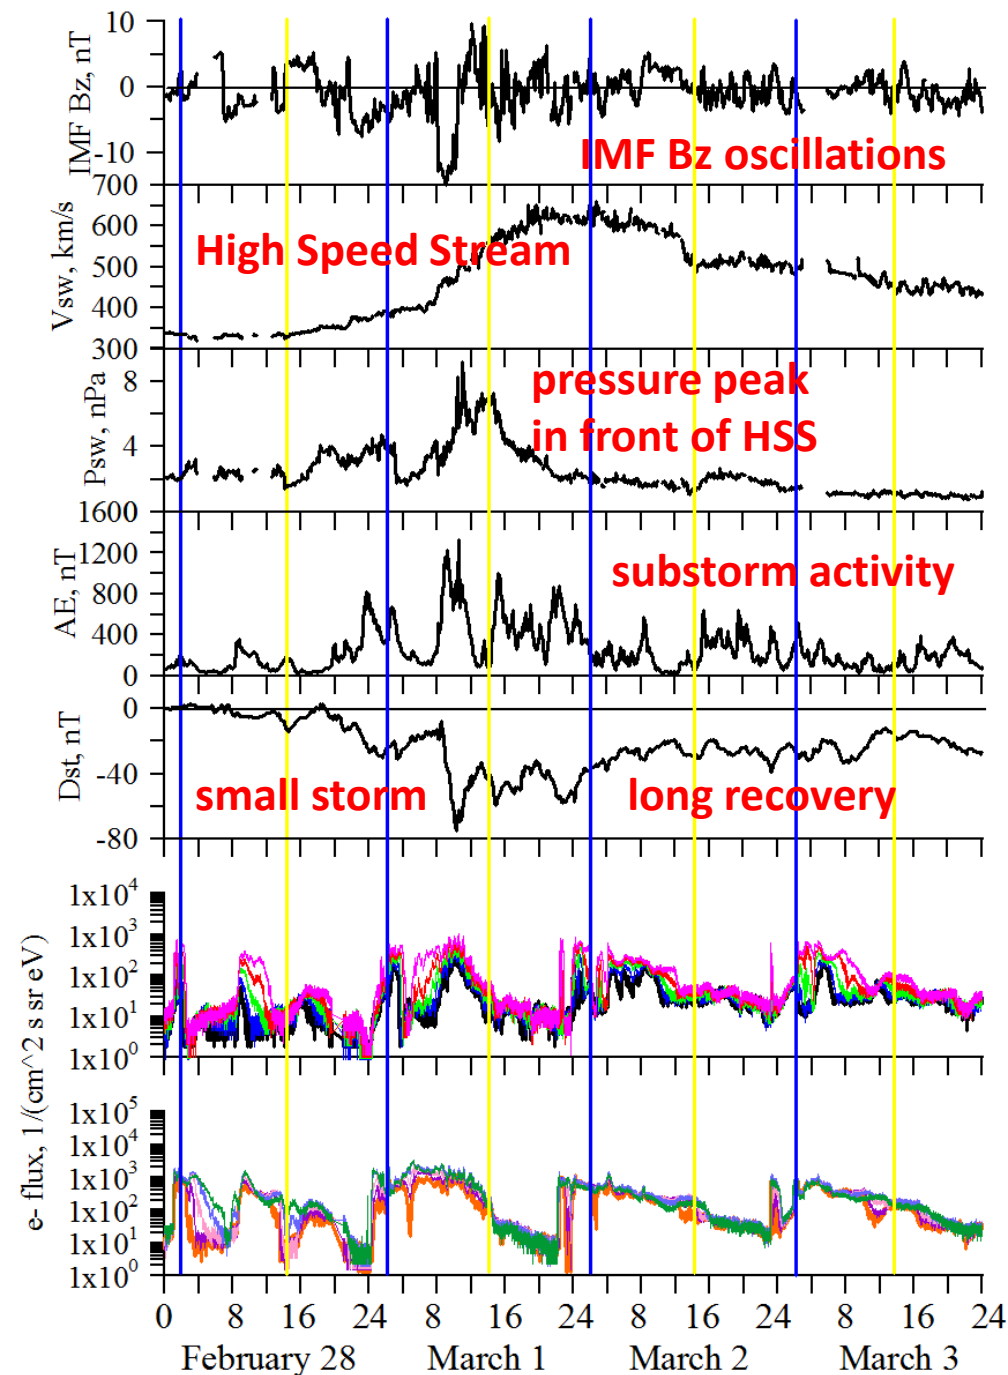 10
0
-10
IMF Bz, nT
IMF Bz oscillations
700
600
500
400
300
Vsw, km/s
High Speed Stream
8
4
0
Psw, nPa
pressure peak
in front of HSS
1600
1200
800
400
0
AE, nT
substorm activity
0
-40
-80
Dst, nT
small storm
long recovery
1x10^4
1x10^3
1x10^2
1x10^1
1x10^0
e- flux, 1/(cm^2 s sr eV)
1x10^5
1x10^4
1x10^3
1x10^2
1x10^1
1x10^0
0 8 16 24 8 16 24 8 16 24 8 16 24
February 28 March 1 March 2 March 3